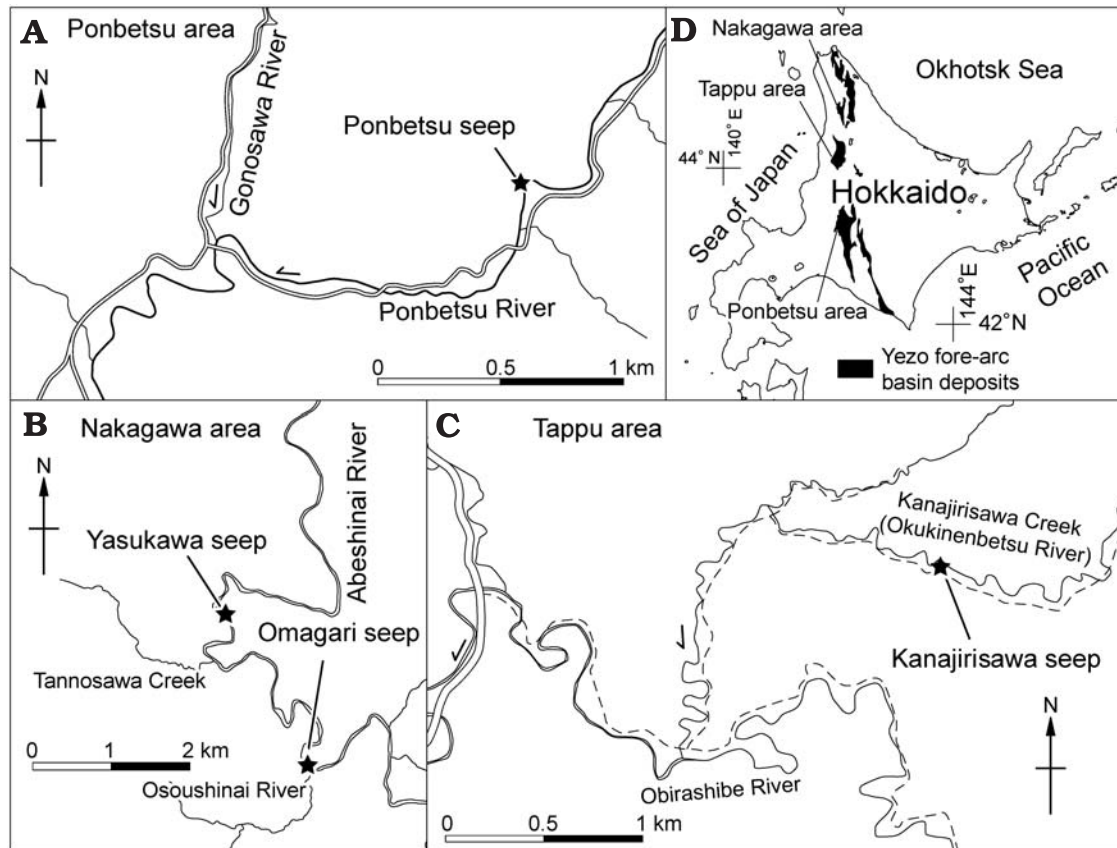 A
Ponbetsu area
N
Gonosawa River
Ponbetsu seep
Ponbetsu River
0
0.5
1 km
D
Nakagawa area
Tappu area
Okhotsk Sea
44° N
140° E
Sea of Japan
Hokkaido
Pacific
Ocean
Ponbetsu area
144°E
42°N
Yezo fore-arc
basin deposits
B
Nakagawa area
N
Abeshinai River
Yasukawa seep
Omagari seep
Tannosawa Creek
0
1
2 km
Osoushinai River
C
Tappu area
Kanajirisawa Creek
(Okukinenbetsu River)
Kanajirisawa seep
N
Obirashibe River
0
0.5
1 km